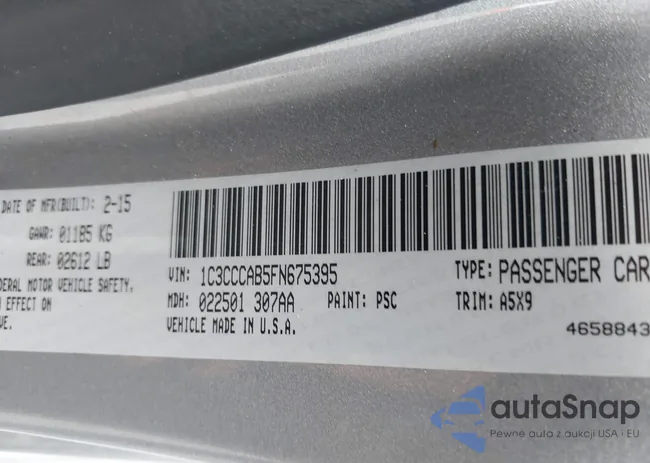 DATE OF MFR(BUILT): 2-15
GAWR: 01185 KG
REAR: 02612 LB
DERAL MOTOR VEHICLE SAFETY,
EFFECT ON
VE.
VIN: 1C3CCCAB5FN675395
TYPE: PASSENGER CAR
MDH: 022501 307AA
PAINT: PSC
TRIM: A5X9
VEHICLE MADE IN U.S.A.
4658843
autaSnap
Pewne auta z aukcji USA i EU